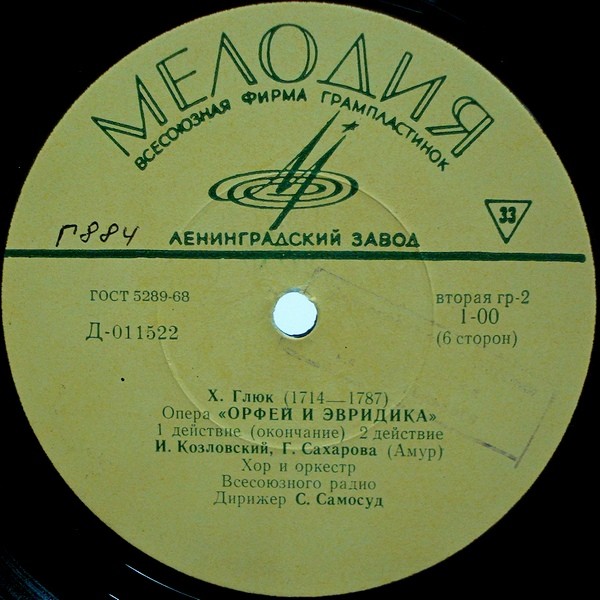 МЕЛОДИЯ
ВСЕСОЮЗНАЯ ФИРМА ГРАМПЛАСТИНОК
33
Г884
ЛЕНИНГРАДСКИЙ ЗАВОД
ГОСТ 5289-68
Д-011522
вторая гр-2
1-00
(6 сторон)
Х. Глюк (1714—1787)
Опера «ОРФЕЙ И ЭВРИДИКА»
1 действие (окончание) 2 действие
И. Козловский, Г. Сахарова (Амур)
Хор и оркестр
Всесоюзного радио
Дирижер С. Самосуд